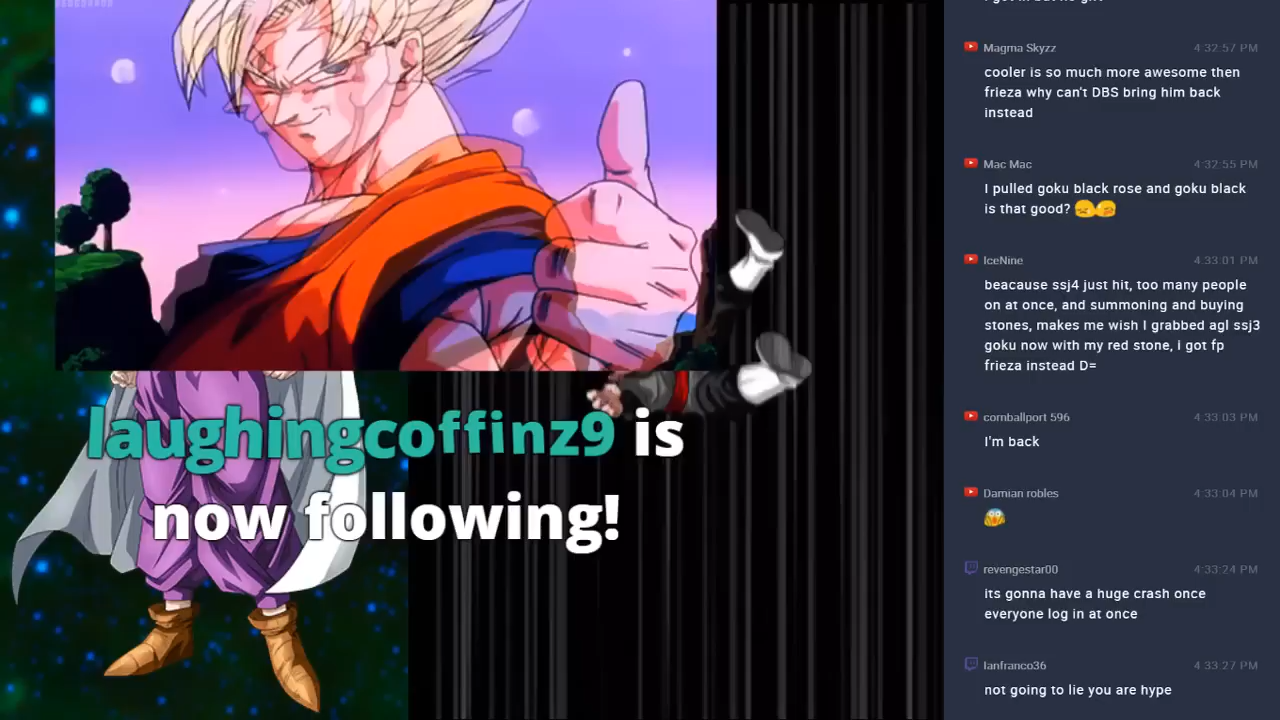 laughingcoffinz9 is
now following!
Magma Skyzz 4:32:57 PM
cooler is so much more awesome then
frieza why can't DBS bring him back
instead
Mac Mac 4:32:55 PM
I pulled goku black rose and goku black
is that good?
IceNine 4:33:01 PM
beacause ssj4 just hit, too many people
on at once, and summoning and buying
stones, makes me wish I grabbed agl ssj3
goku now with my red stone, i got fp
frieza instead D=
cornballport 596 4:33:03 PM
I'm back
Damian robles 4:33:04 PM
revengestar00 4:33:24 PM
its gonna have a huge crash once
everyone log in at once
lanfranco36 4:33:27 PM
not going to lie you are hype